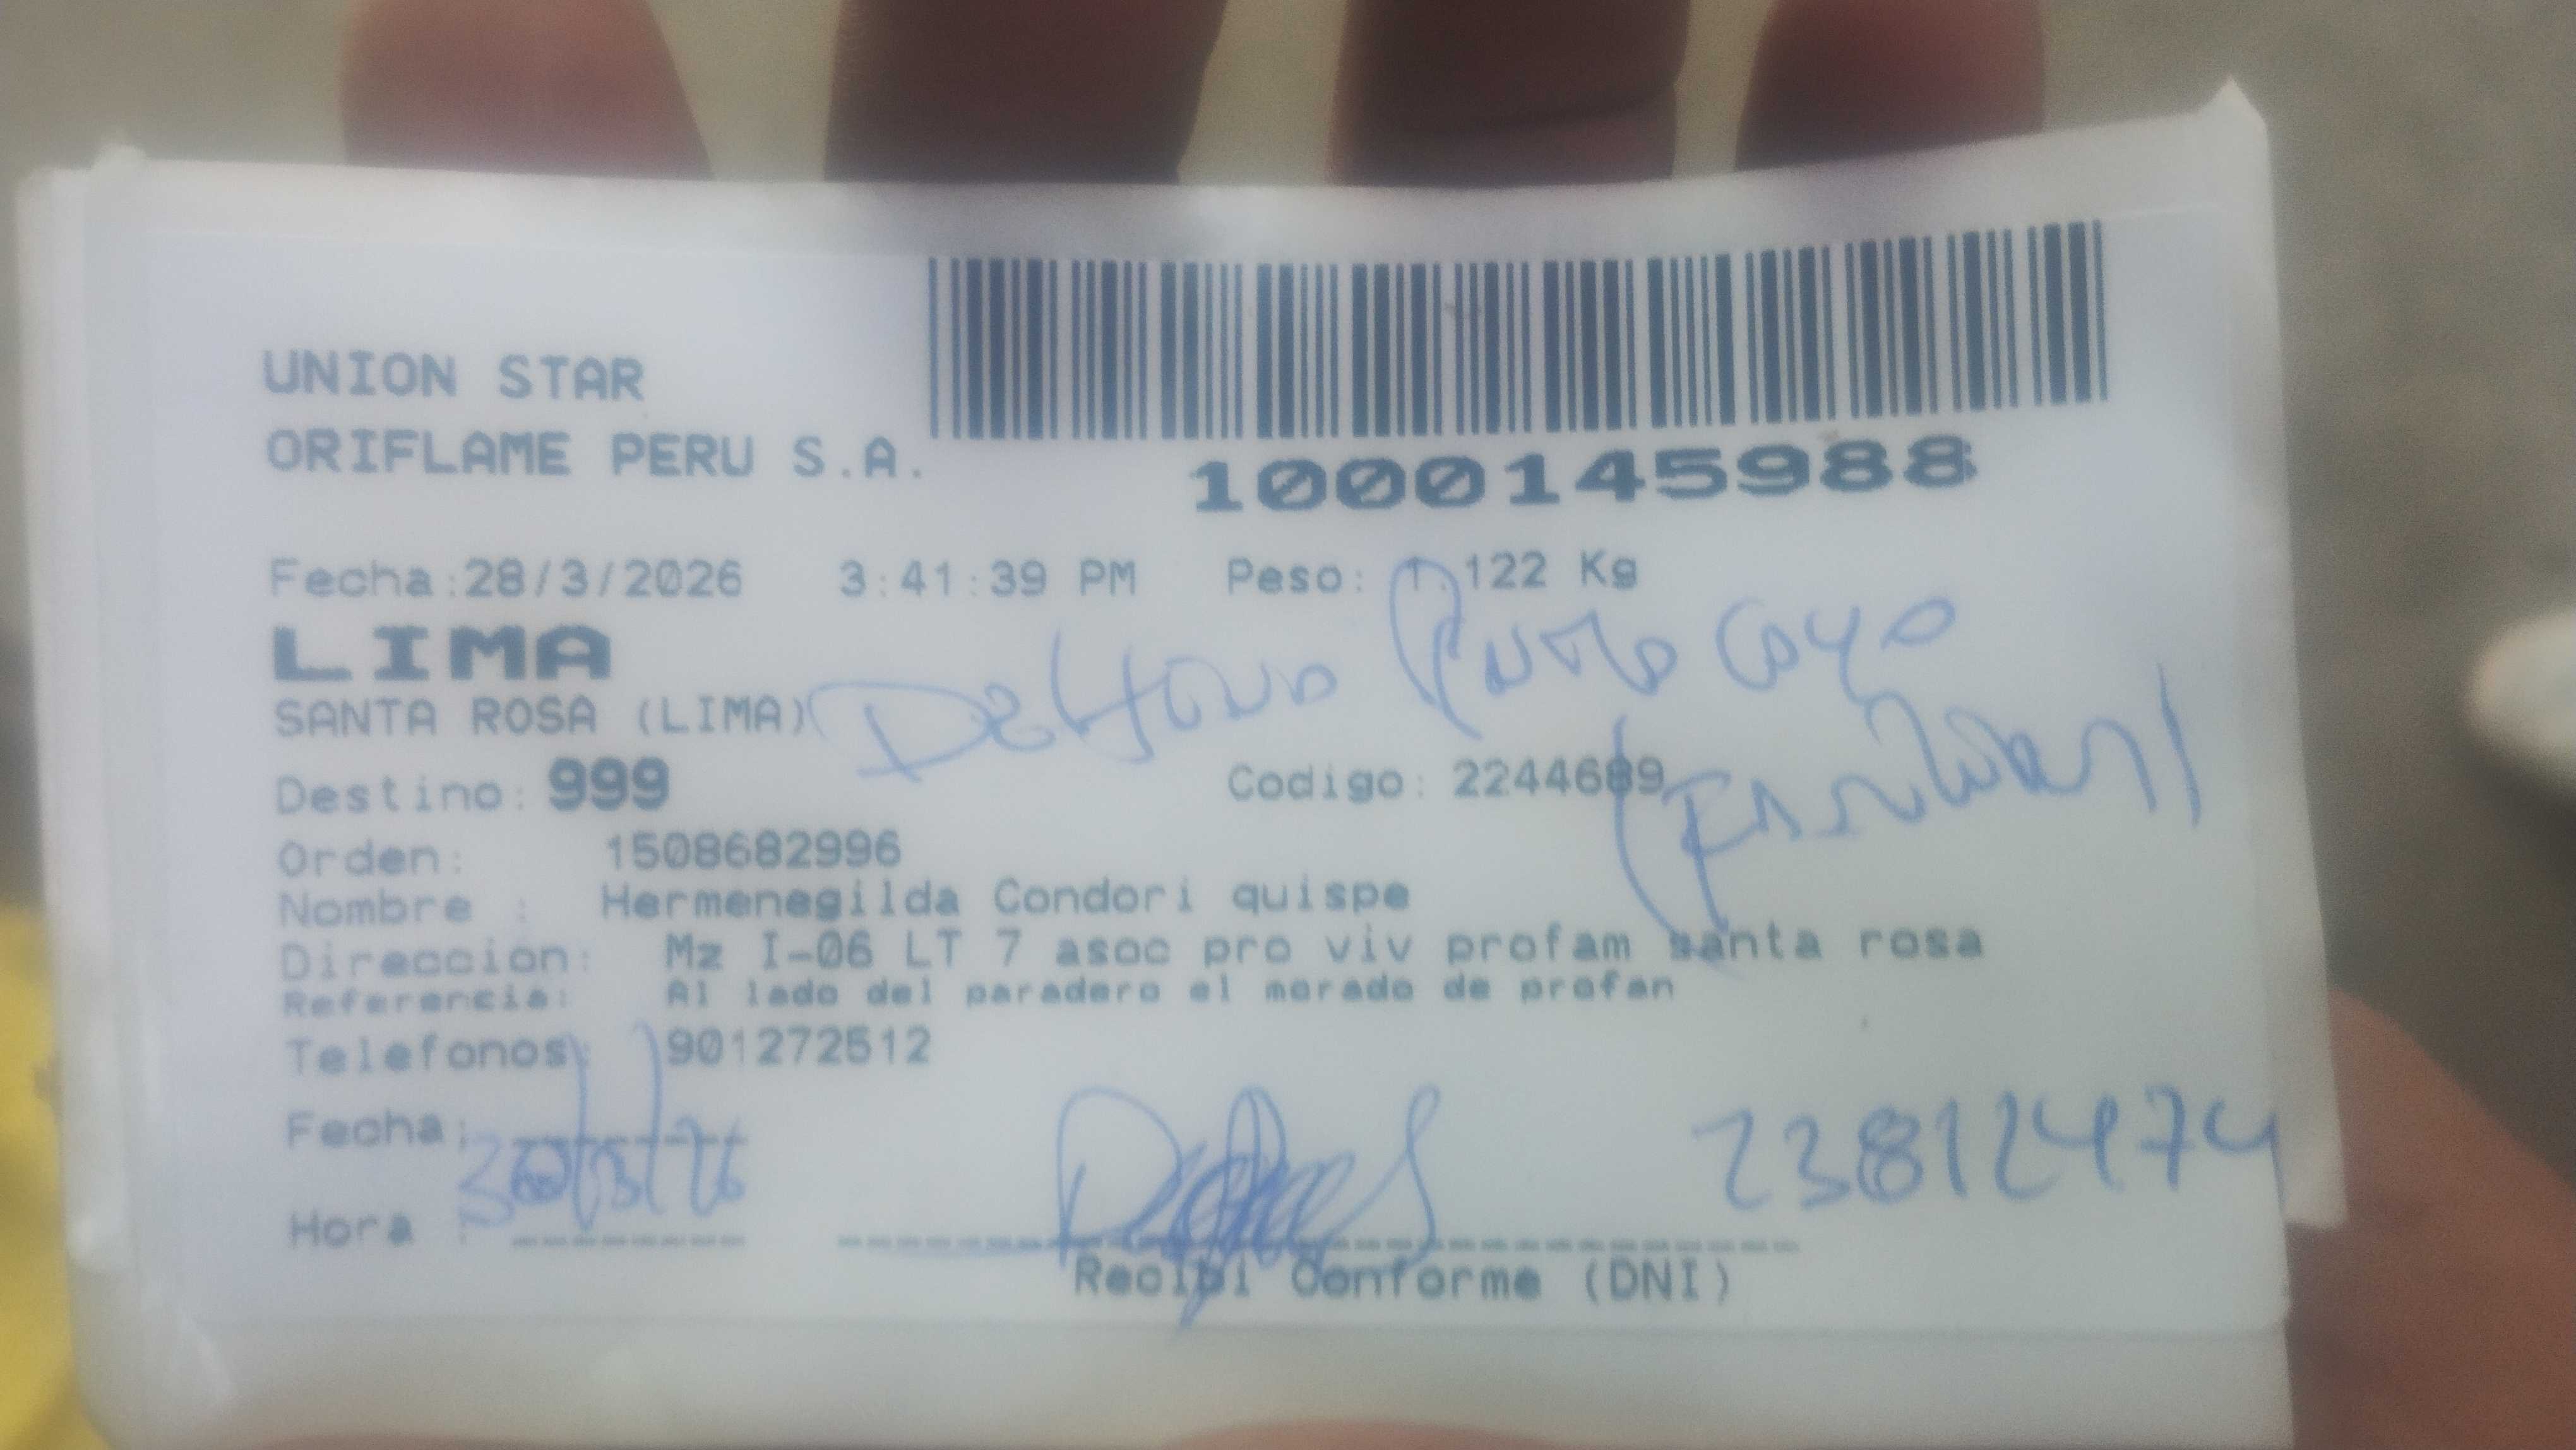 UNION STAR
ORIFLAME PERU S.A.
1000145988
Fecha:28/3/2026 3:41:39 PM Peso: 1.122 Kg
LIMA
SANTA ROSA (LIMA)
Destino: 999 Codigo: 2244689
Orden: 1508682996
Nombre : Hermenegilda Condori quispe
Direccion: Mz I-06 LT 7 asoc pro viv profam santa rosa
Referencia: Al lado del paradero el morado de profan
Telefonos: 901272512
Fecha: 30/3/26
23812474
Hora :
Recibi Conforme (DNI)